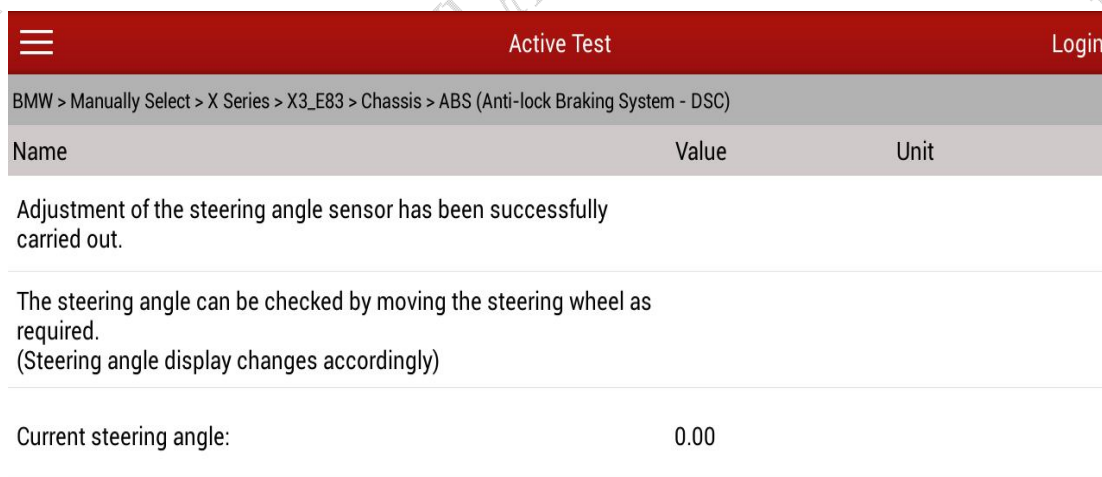 Active Test
Login
BMW > Manually Select > X Series > X3_E83 > Chassis > ABS (Anti-lock Braking System - DSC)
Name Value Unit
Adjustment of the steering angle sensor has been successfully
carried out.
The steering angle can be checked by moving the steering wheel as
required.
(Steering angle display changes accordingly)
Current steering angle: 0.00